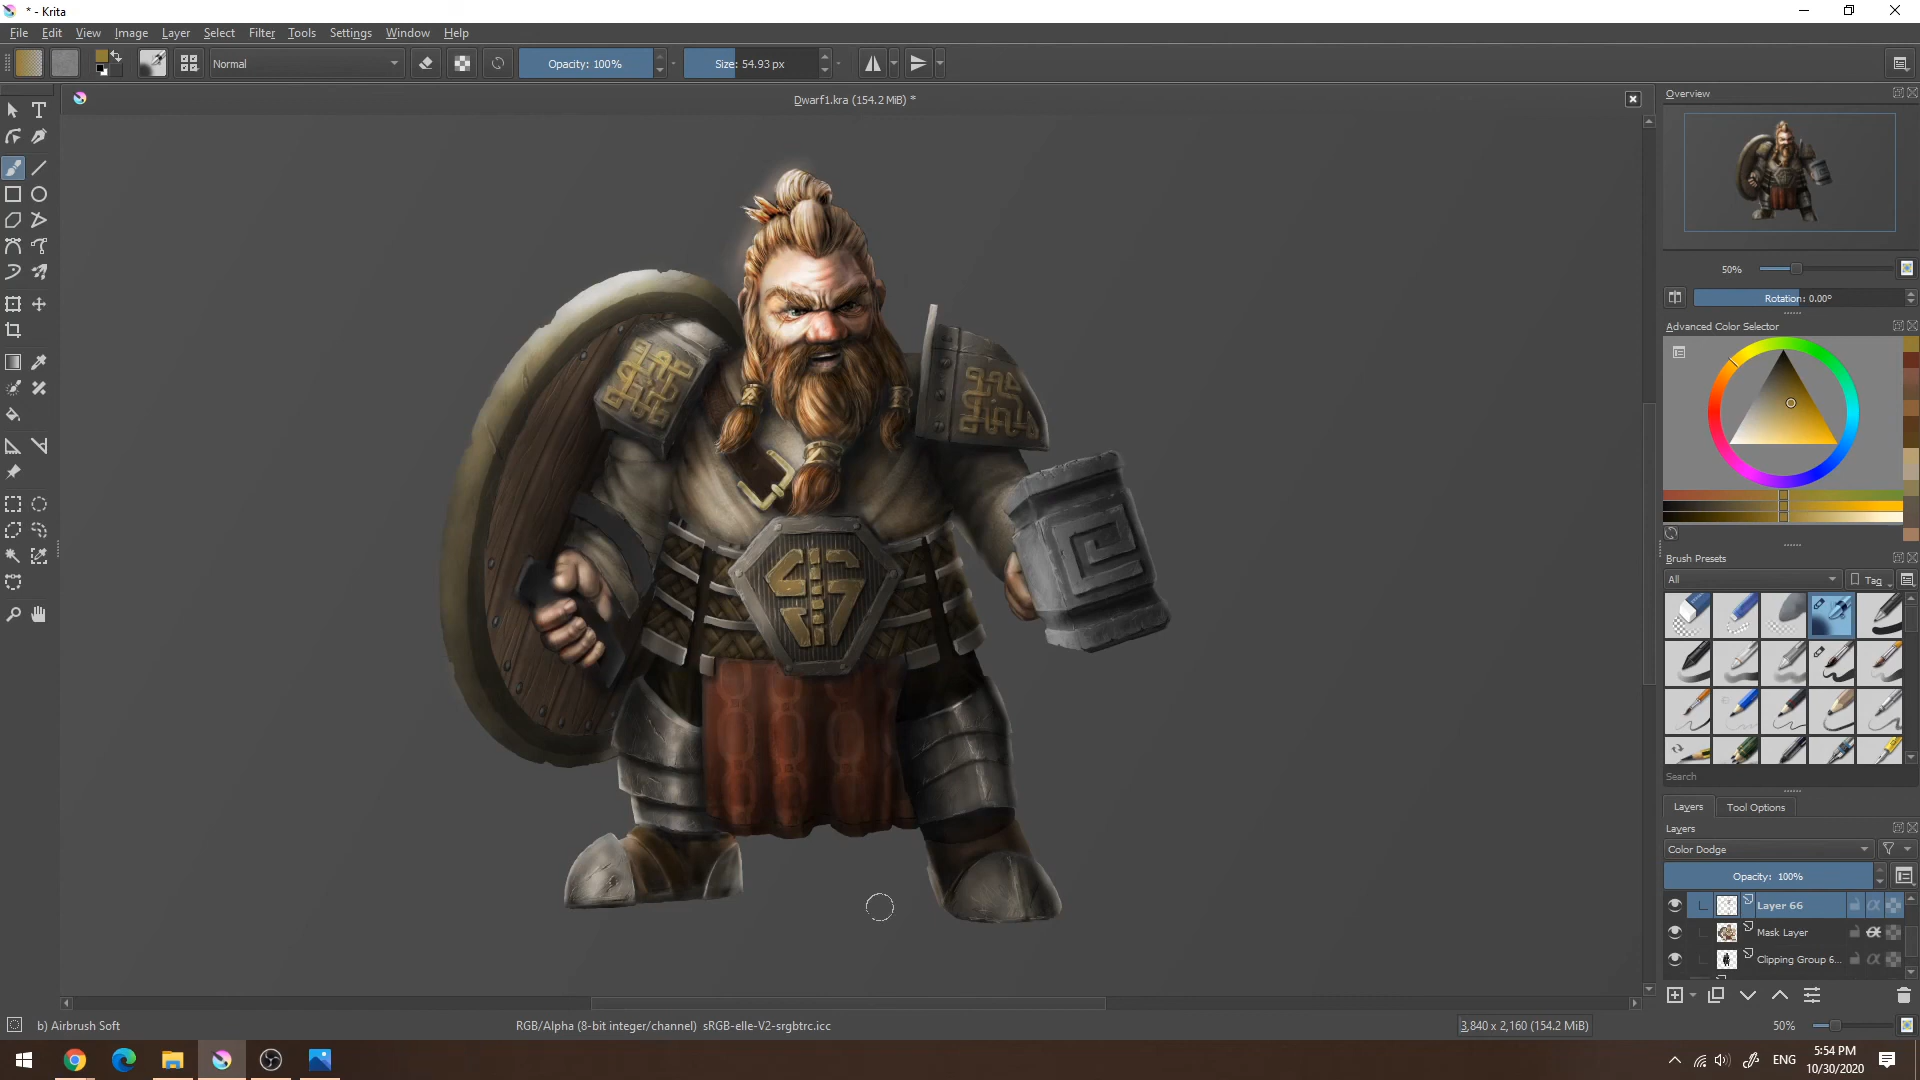 * - Krita
File Edit View Image Layer Select Filter Tools Settings Window Help
Normal
Opacity: 100%
Size: 54.93 px
Dwarf1.kra (154.2 MiB) *
Overview
50%
Rotation: 0.00°
Advanced Color Selector
Brush Presets
All
Tag
Search
Layers
Tool Options
Layers
Color Dodge
Opacity: 100%
Layer 66
Mask Layer
Clipping Group 6...
b) Airbrush Soft
RGB/Alpha (8-bit integer/channel) sRGB-elle-V2-srgbtrc.icc
3,840 x 2,160 (154.2 MiB)
50%
ENG
5:54 PM
10/30/2020